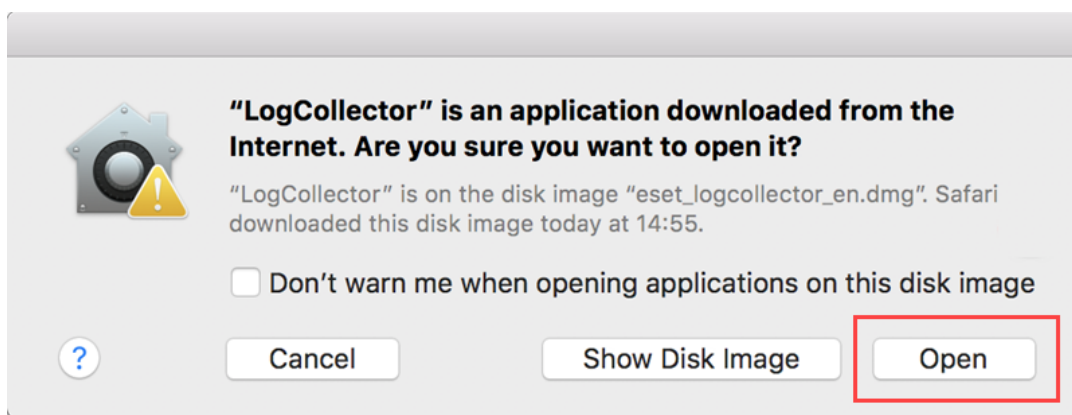 “LogCollector” is an application downloaded from the
Internet. Are you sure you want to open it?
“LogCollector” is on the disk image “eset_logcollector_en.dmg”. Safari
downloaded this disk image today at 14:55.
Don’t warn me when opening applications on this disk image
? Cancel Show Disk Image Open